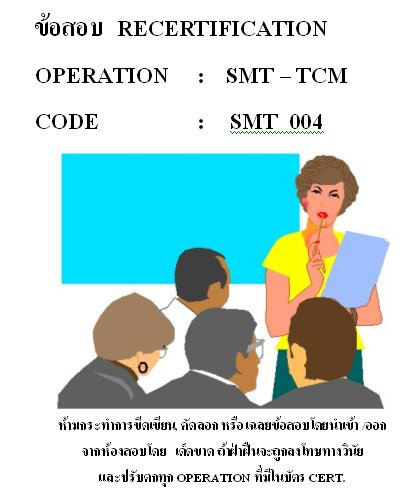 ข้อสอบ RECERTIFICATION
OPERATION : SMT – TCM
CODE : SMT 004
ห้ามกระทำการขีดเขียน, คัดลอก หรือ เฉลยข้อสอบโดยนำเข้า /ออก
จากห้องสอบโดย เด็ดขาด ถ้าฝ่าฝืนจะถูกลงโทษทางวินัย
และปรับตกทุก OPERATION ที่มีในบัตร CERT.